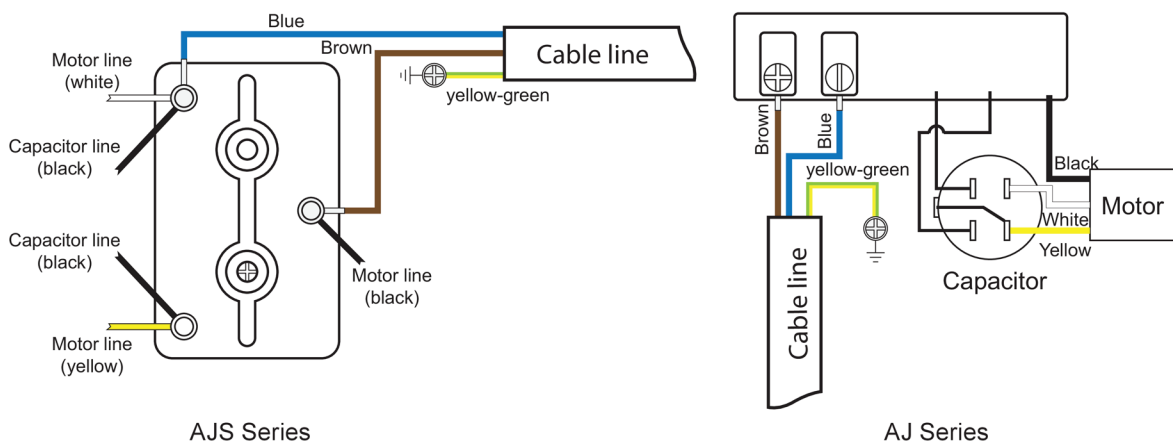 Blue
Brown
Cable line
yellow-green
Motor line
(white)
Capacitor line
(black)
Capacitor line
(black)
Motor line
(black)
Motor line
(yellow)
AJS Series
Brown
Blue
yellow-green
Black
White
Yellow
Motor
Capacitor
Cable line
AJ Series